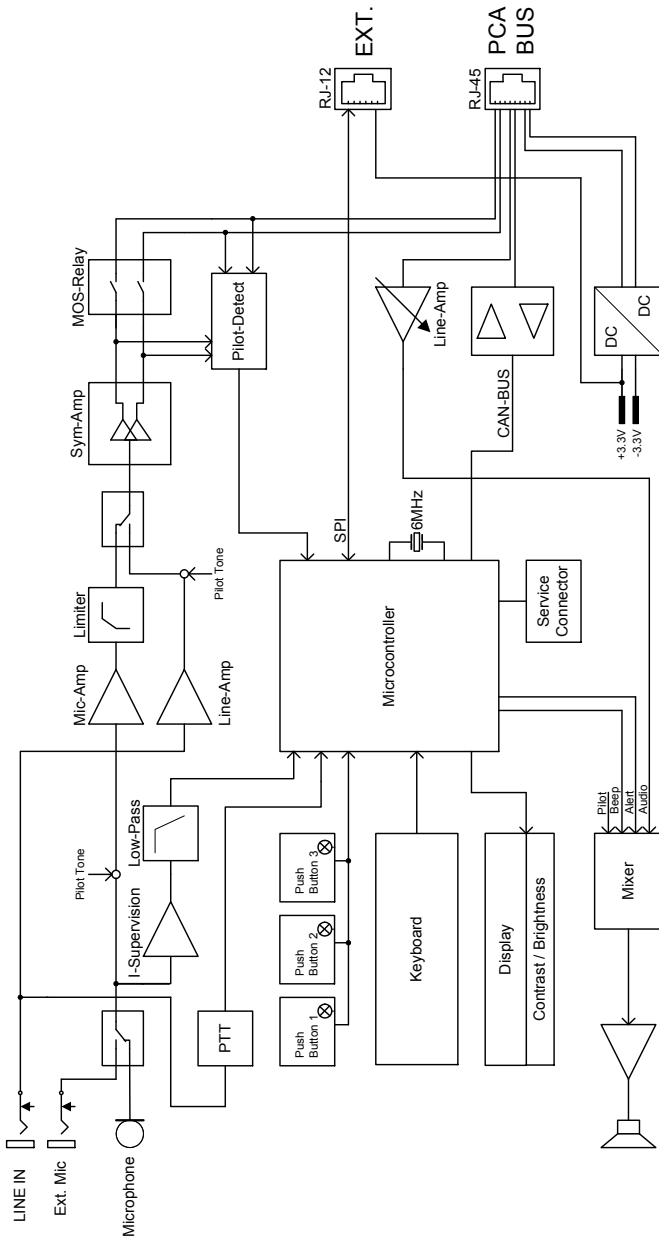 LINE IN
Ext. Mic
Microphone
Pilot Tone
Mic-Amp
Limiter
Line-Amp
Pilot Tone
Sym-Amp
MOS-Relay
Pilot-Detect
I-Supervision
Low-Pass
PTT
Push
Button 1
Push
Button 2
Push
Button 3
Keyboard
Display
Contrast / Brightness
Microcontroller
SPI
6MHz
Service
Connector
CAN-BUS
Line-Amp
RJ-12
EXT.
RJ-45
PCA
BUS
DC
DC
+3.3V
-3.3V
Pilot
Beep
Alert
Audio
Mixer